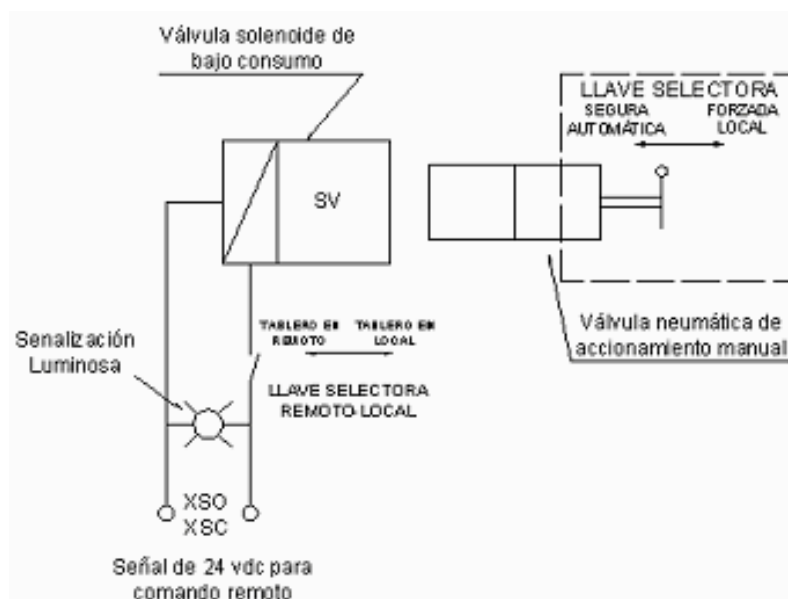 Válvula solenoide de
bajo consumo
LLAVE SELECTORA
SEGURA
AUTOMÁTICA
FORZADA
LOCAL
SV
Senalización
Luminosa
TABLERO EN
REMOTO
TABLERO EN
LOCAL
LLAVE SELECTORA
REMOTO-LOCAL
Válvula neumática de
accionamiento manual
XSO
XSC
Señal de 24 vdc para
comando remoto